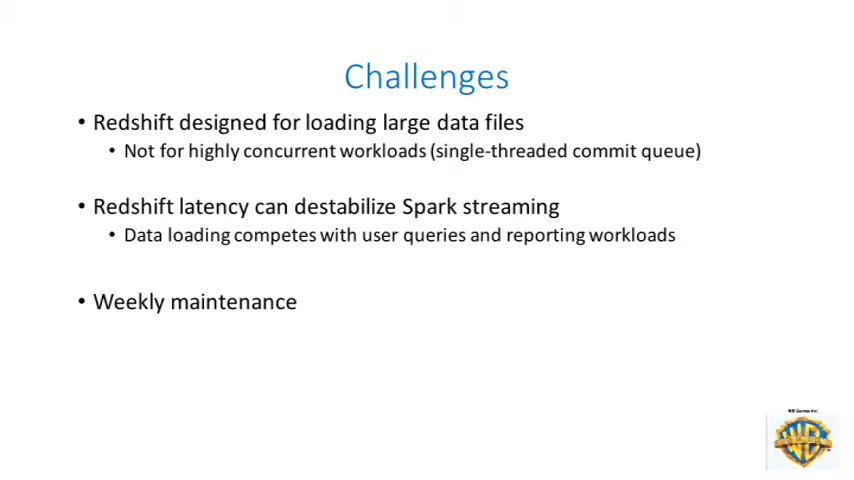 Challenges
• Redshift designed for loading large data files
• Not for highly concurrent workloads (single-threaded commit queue)
• Redshift latency can destabilize Spark streaming
• Data loading competes with user queries and reporting workloads
• Weekly maintenance
WB Games Inc.